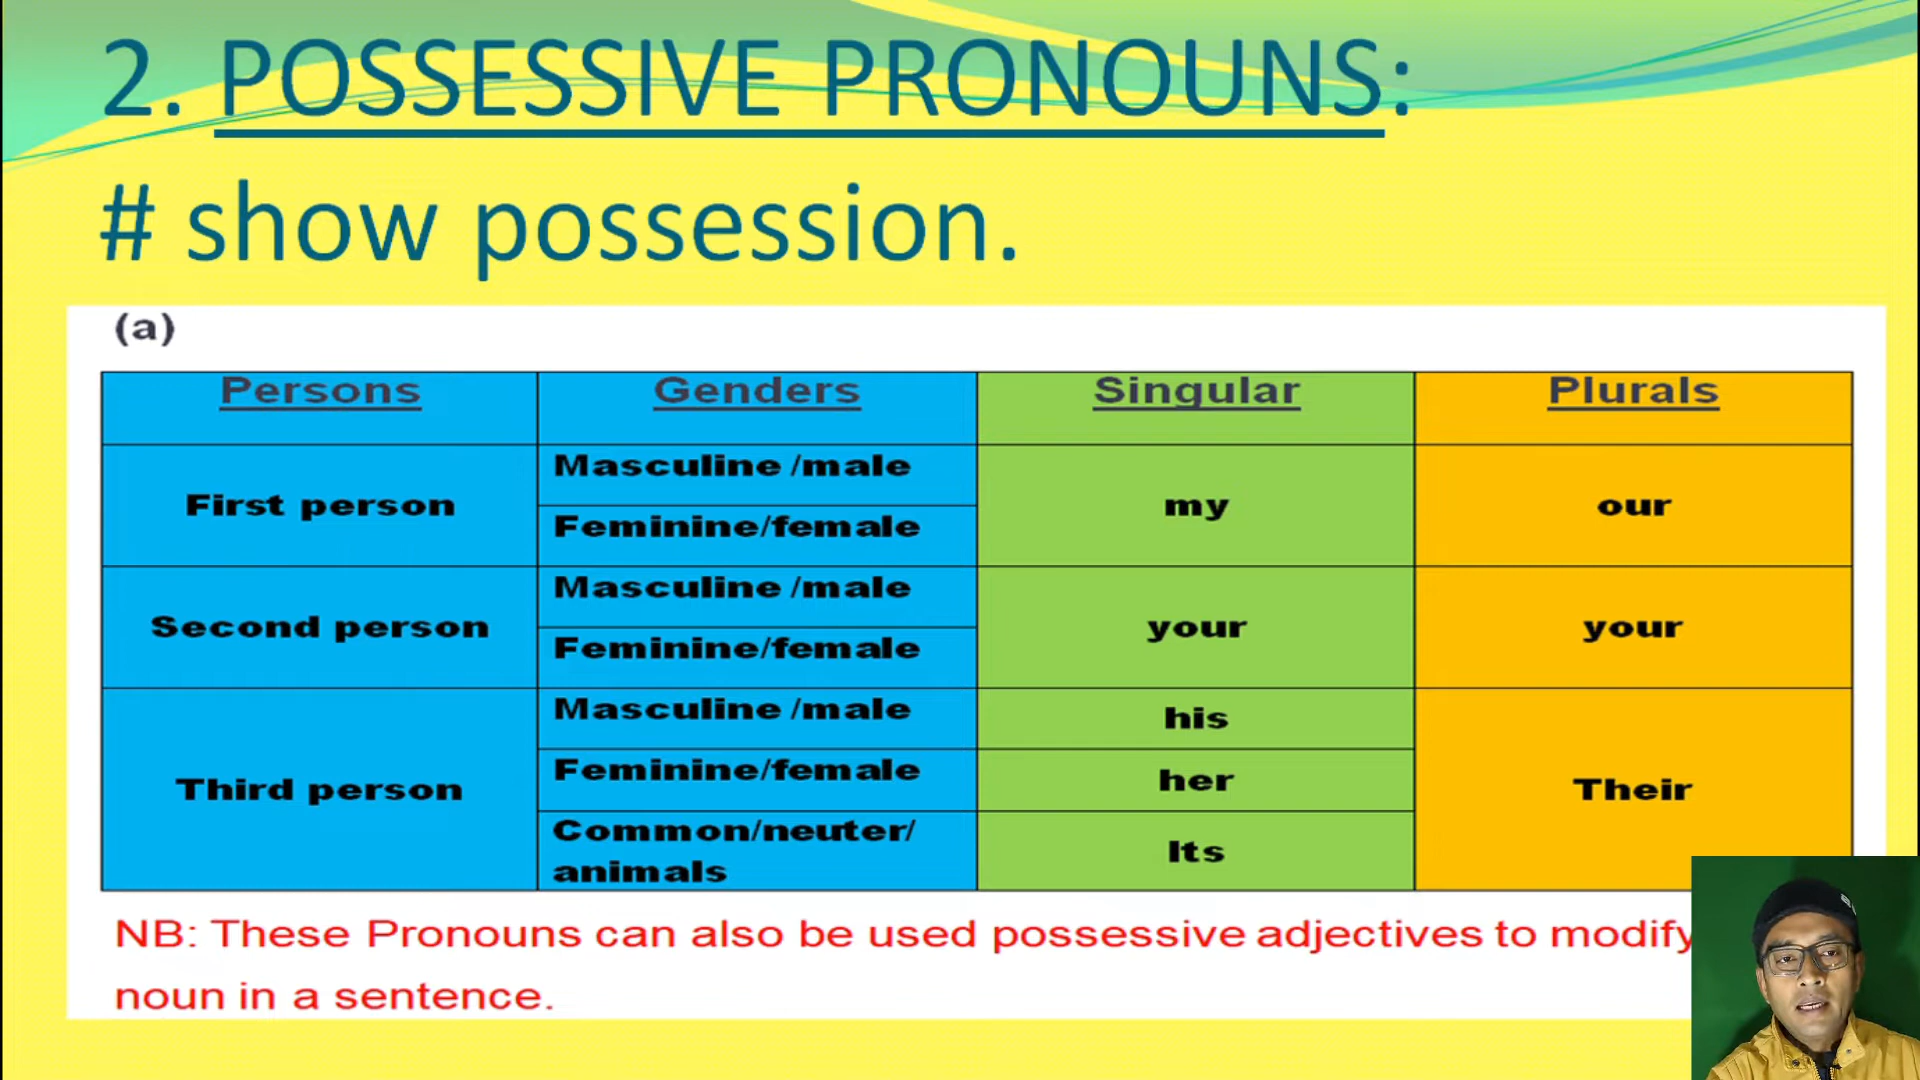 2. POSSESSIVE PRONOUNS:
# show possession.
(a)
Persons Genders Singular Plurals
First person Masculine /male my our
Feminine/female
Second person Masculine /male your your
Feminine/female
Third person Masculine /male his Their
Feminine/female her
Common/neuter/ Its
animals
NB: These Pronouns can also be used possessive adjectives to modify
noun in a sentence.